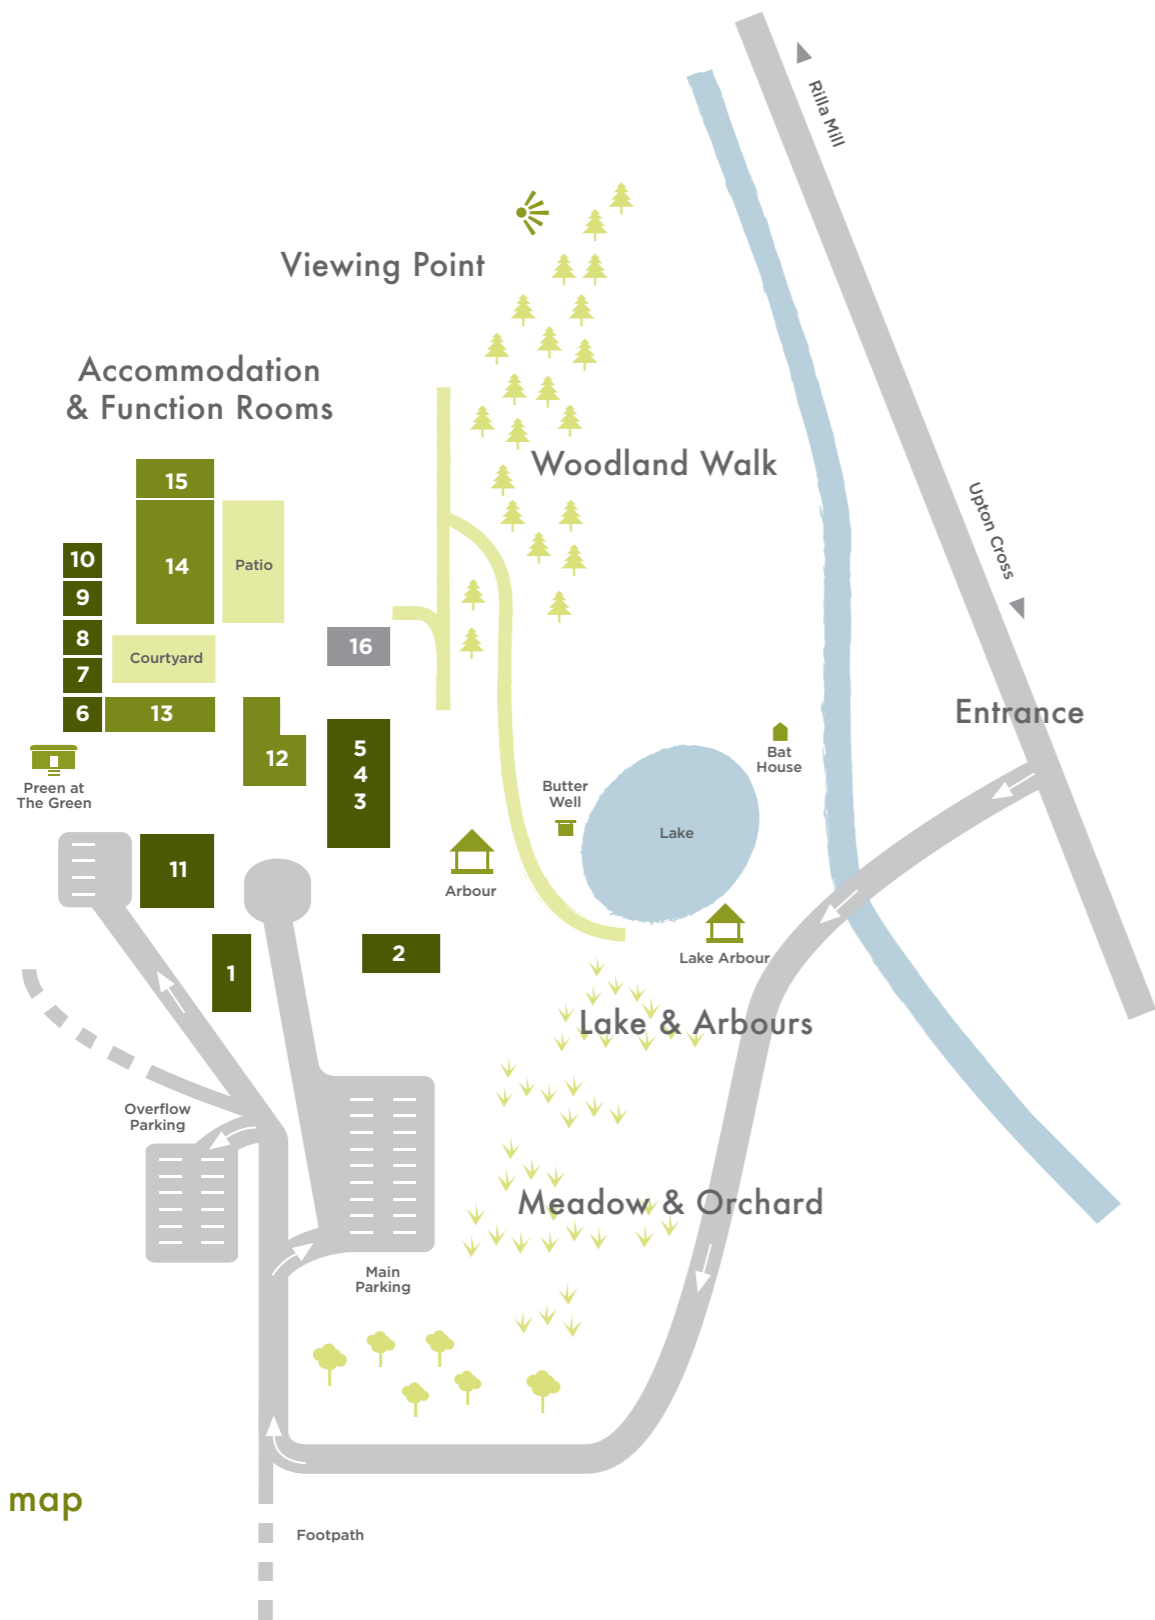 Rilla Mill
Viewing Point
Accommodation
& Function Rooms
Woodland Walk
15
Upton Cross
10
14
Patio
9
8
16
Courtyard
7
6
13
Entrance
5
12
Bat
House
4
Preen at
The Green
3
Butter
Well
Lake
11
Arbour
2
Lake Arbour
1
Lake & Arbours
Overflow
Parking
Meadow & Orchard
Main
Parking
map
Footpath